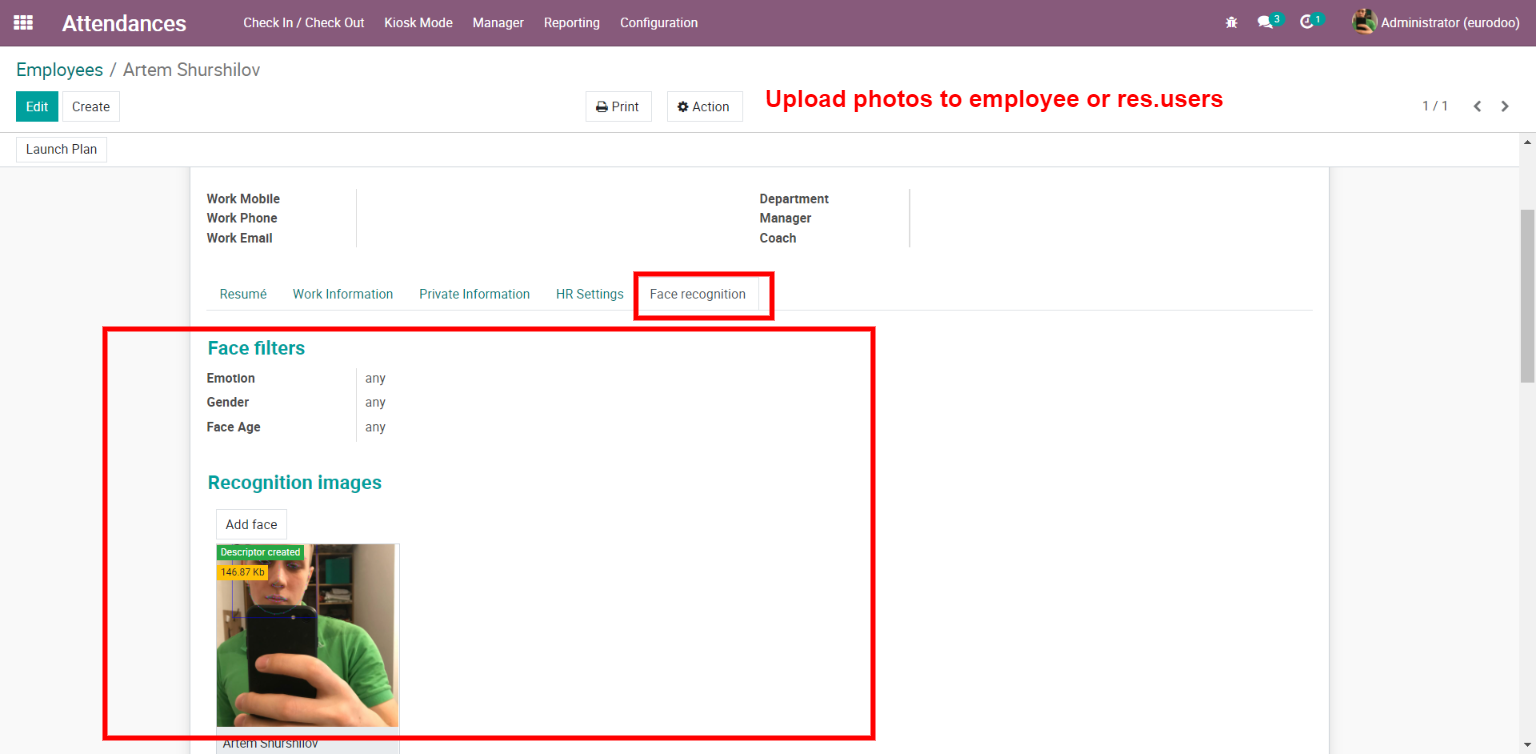 Attendances Check In / Check Out Kiosk Mode Manager Reporting Configuration 3 1 Administrator (eurodoo)
Employees / Artem Shurshilov
Upload photos to employee or res.users
Edit Create Print Action 1 / 1
Launch Plan
Work Mobile Department
Work Phone Manager
Work Email Coach
Resumé Work Information Private Information HR Settings Face recognition
Face filters
Emotion any
Gender any
Face Age any
Recognition images
Add face
Descriptor created
146.87 Kb
Artem Shurshilov